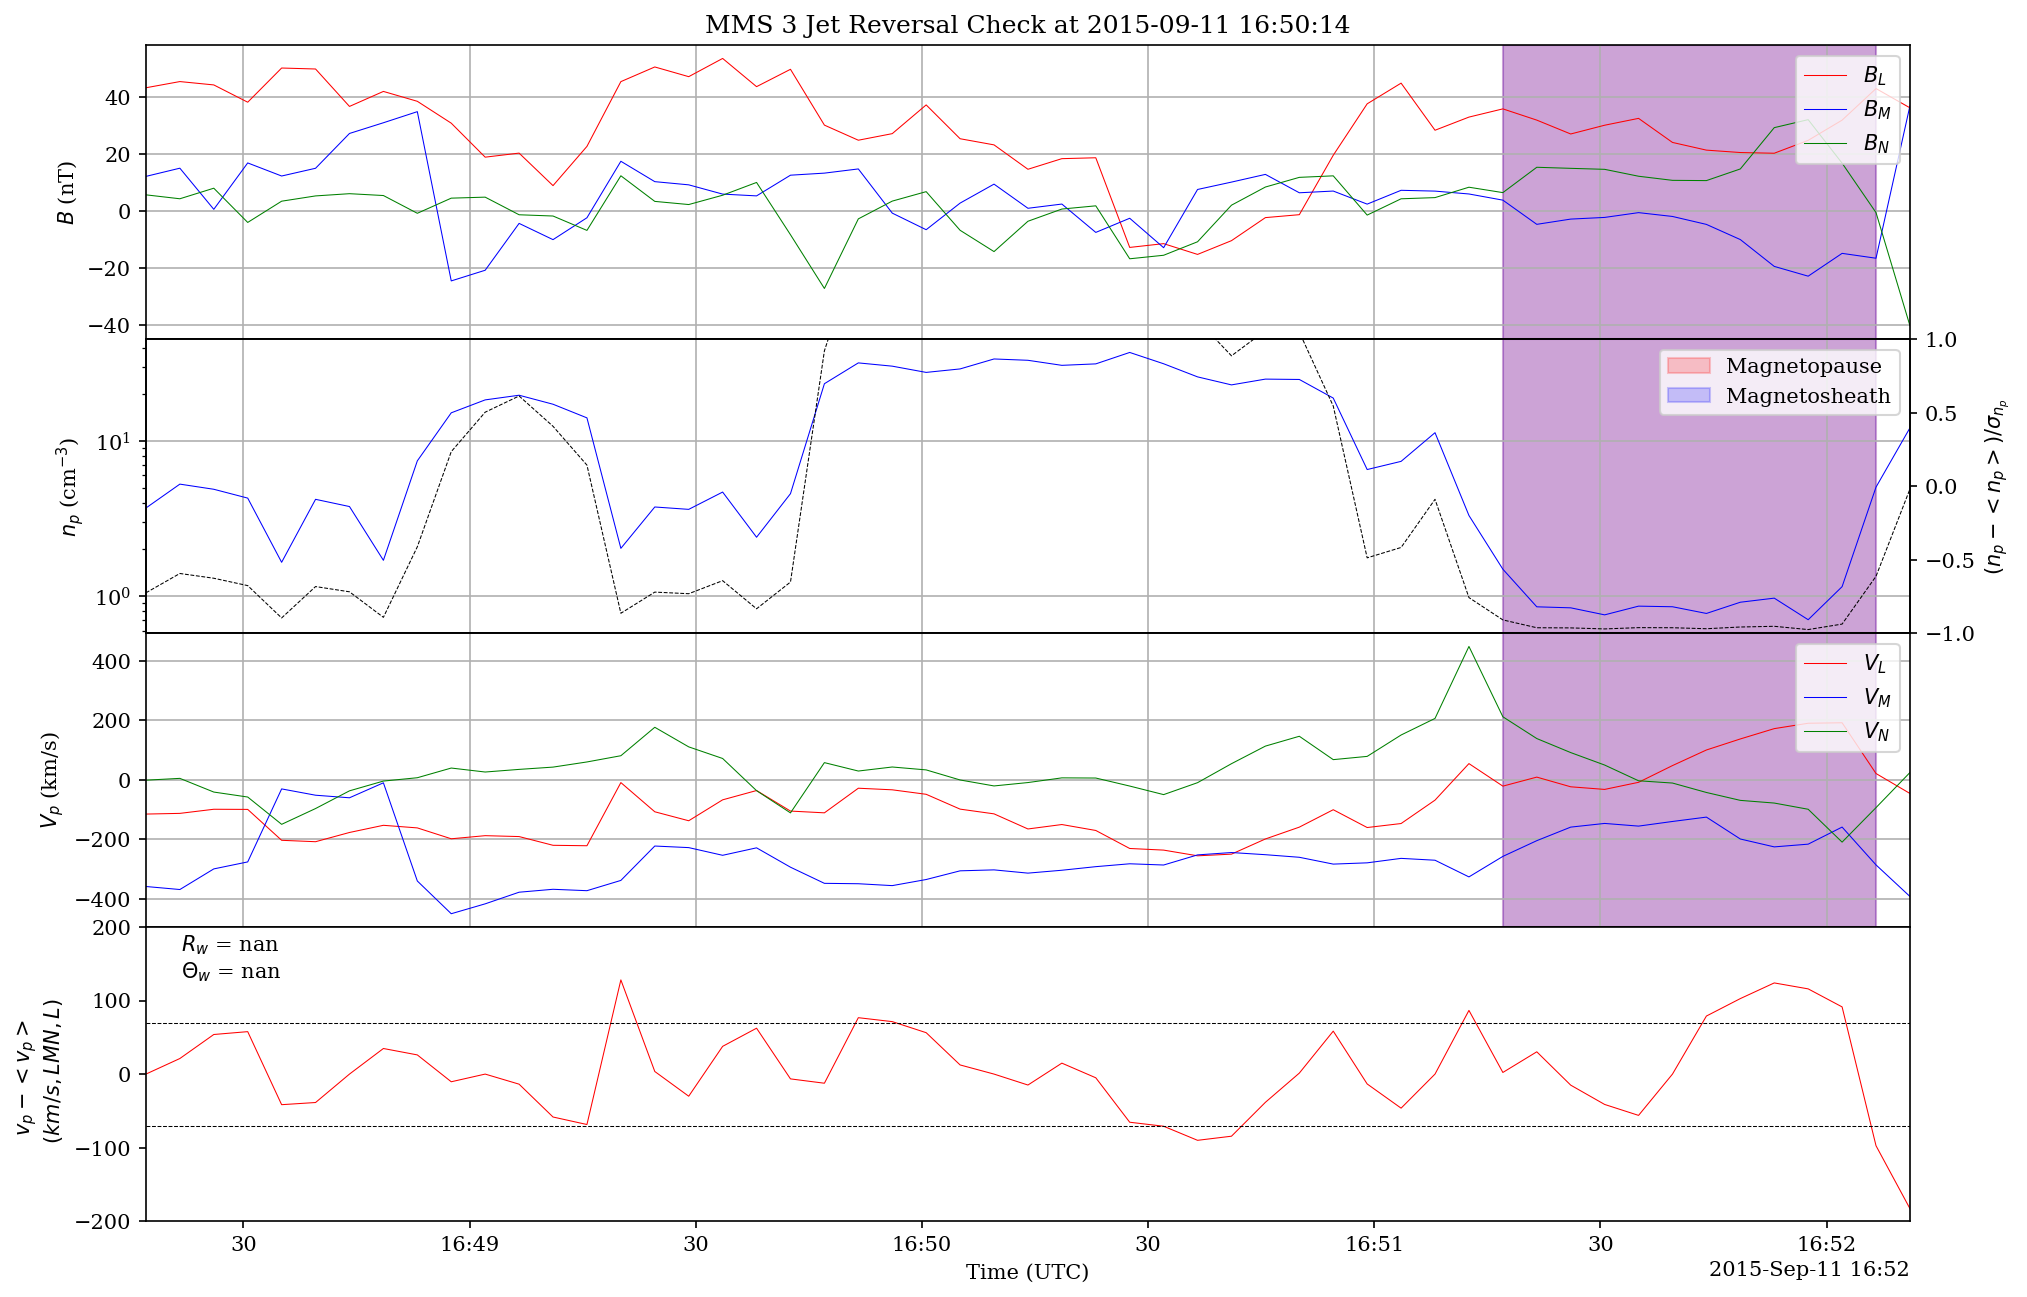 MMS 3 Jet Reversal Check at 2015-09-11 16:50:14
B (nT)
40
20
0
−20
−40
B_L
B_M
B_N
n_p (cm^−3)
10^1
10^0
Magnetopause
Magnetosheath
1.0
0.5
0.0
−0.5
−1.0
(n_p − < n_p >)/σ_{n_p}
V_p (km/s)
400
200
0
−200
−400
V_L
V_M
V_N
v_p − < v_p >
(km/s, LMN, L)
200
100
0
−100
−200
R_w = nan
Θ_w = nan
30
16:49
30
16:50
30
16:51
30
16:52
Time (UTC)
2015-Sep-11 16:52